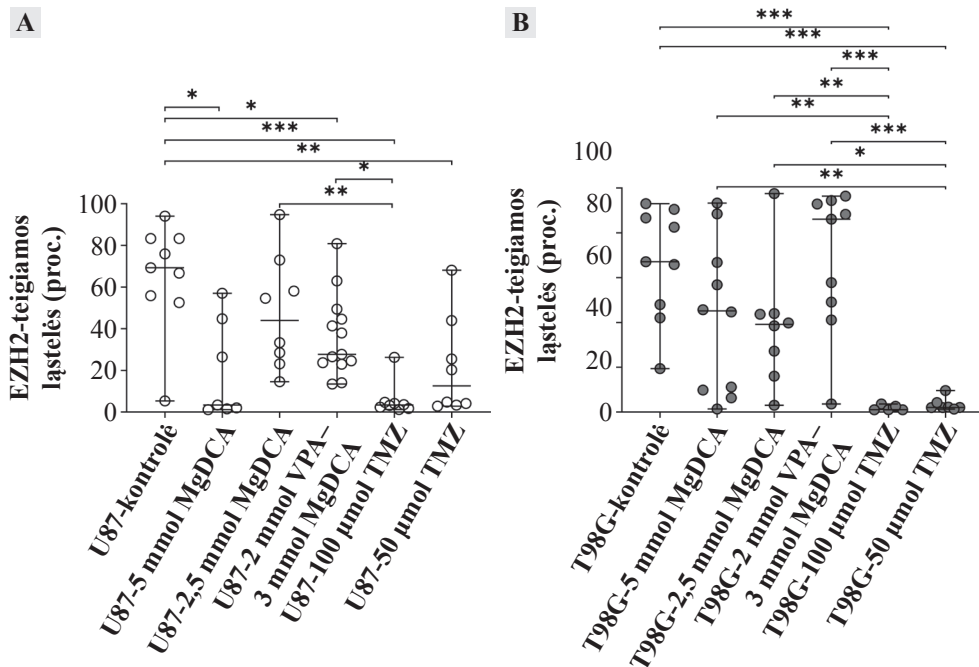 A
*
*
***
**
*
**
EZH2-teigiamos
ląstelės (proc.)
100
80
60
40
20
0
U87-kontrolė
U87-5 mmol MgDCA
U87-2,5 mmol MgDCA
U87-2 mmol VPA–
3 mmol MgDCA
U87-100 μmol TMZ
U87-50 μmol TMZ
B
***
***
***
**
**
***
*
**
EZH2-teigiamos
ląstelės (proc.)
100
80
60
40
20
0
T98G-kontrolė
T98G-5 mmol MgDCA
T98G-2,5 mmol MgDCA
T98G-2 mmol VPA–
3 mmol MgDCA
T98G-100 μmol TMZ
T98G-50 μmol TMZ